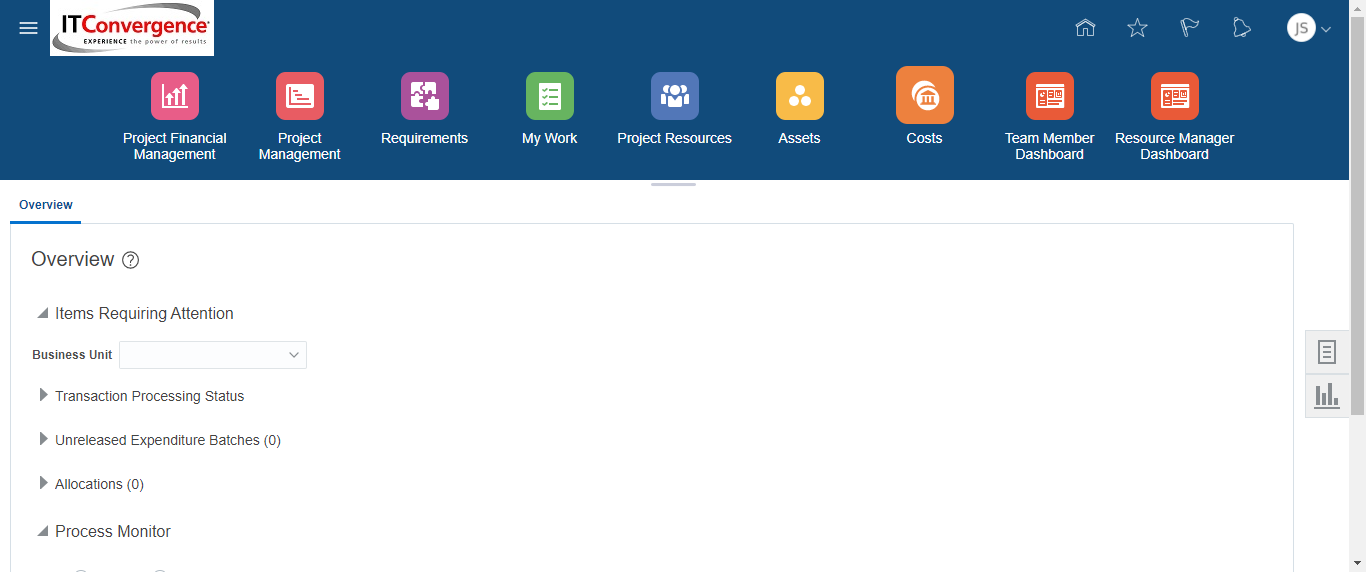 ITConvergence
EXPERIENCE the power of results
JS
Project Financial
Management
Project
Management
Requirements
My Work
Project Resources
Assets
Costs
Team Member
Dashboard
Resource Manager
Dashboard
Overview
Overview ?
Items Requiring Attention
Business Unit
Transaction Processing Status
Unreleased Expenditure Batches (0)
Allocations (0)
Process Monitor